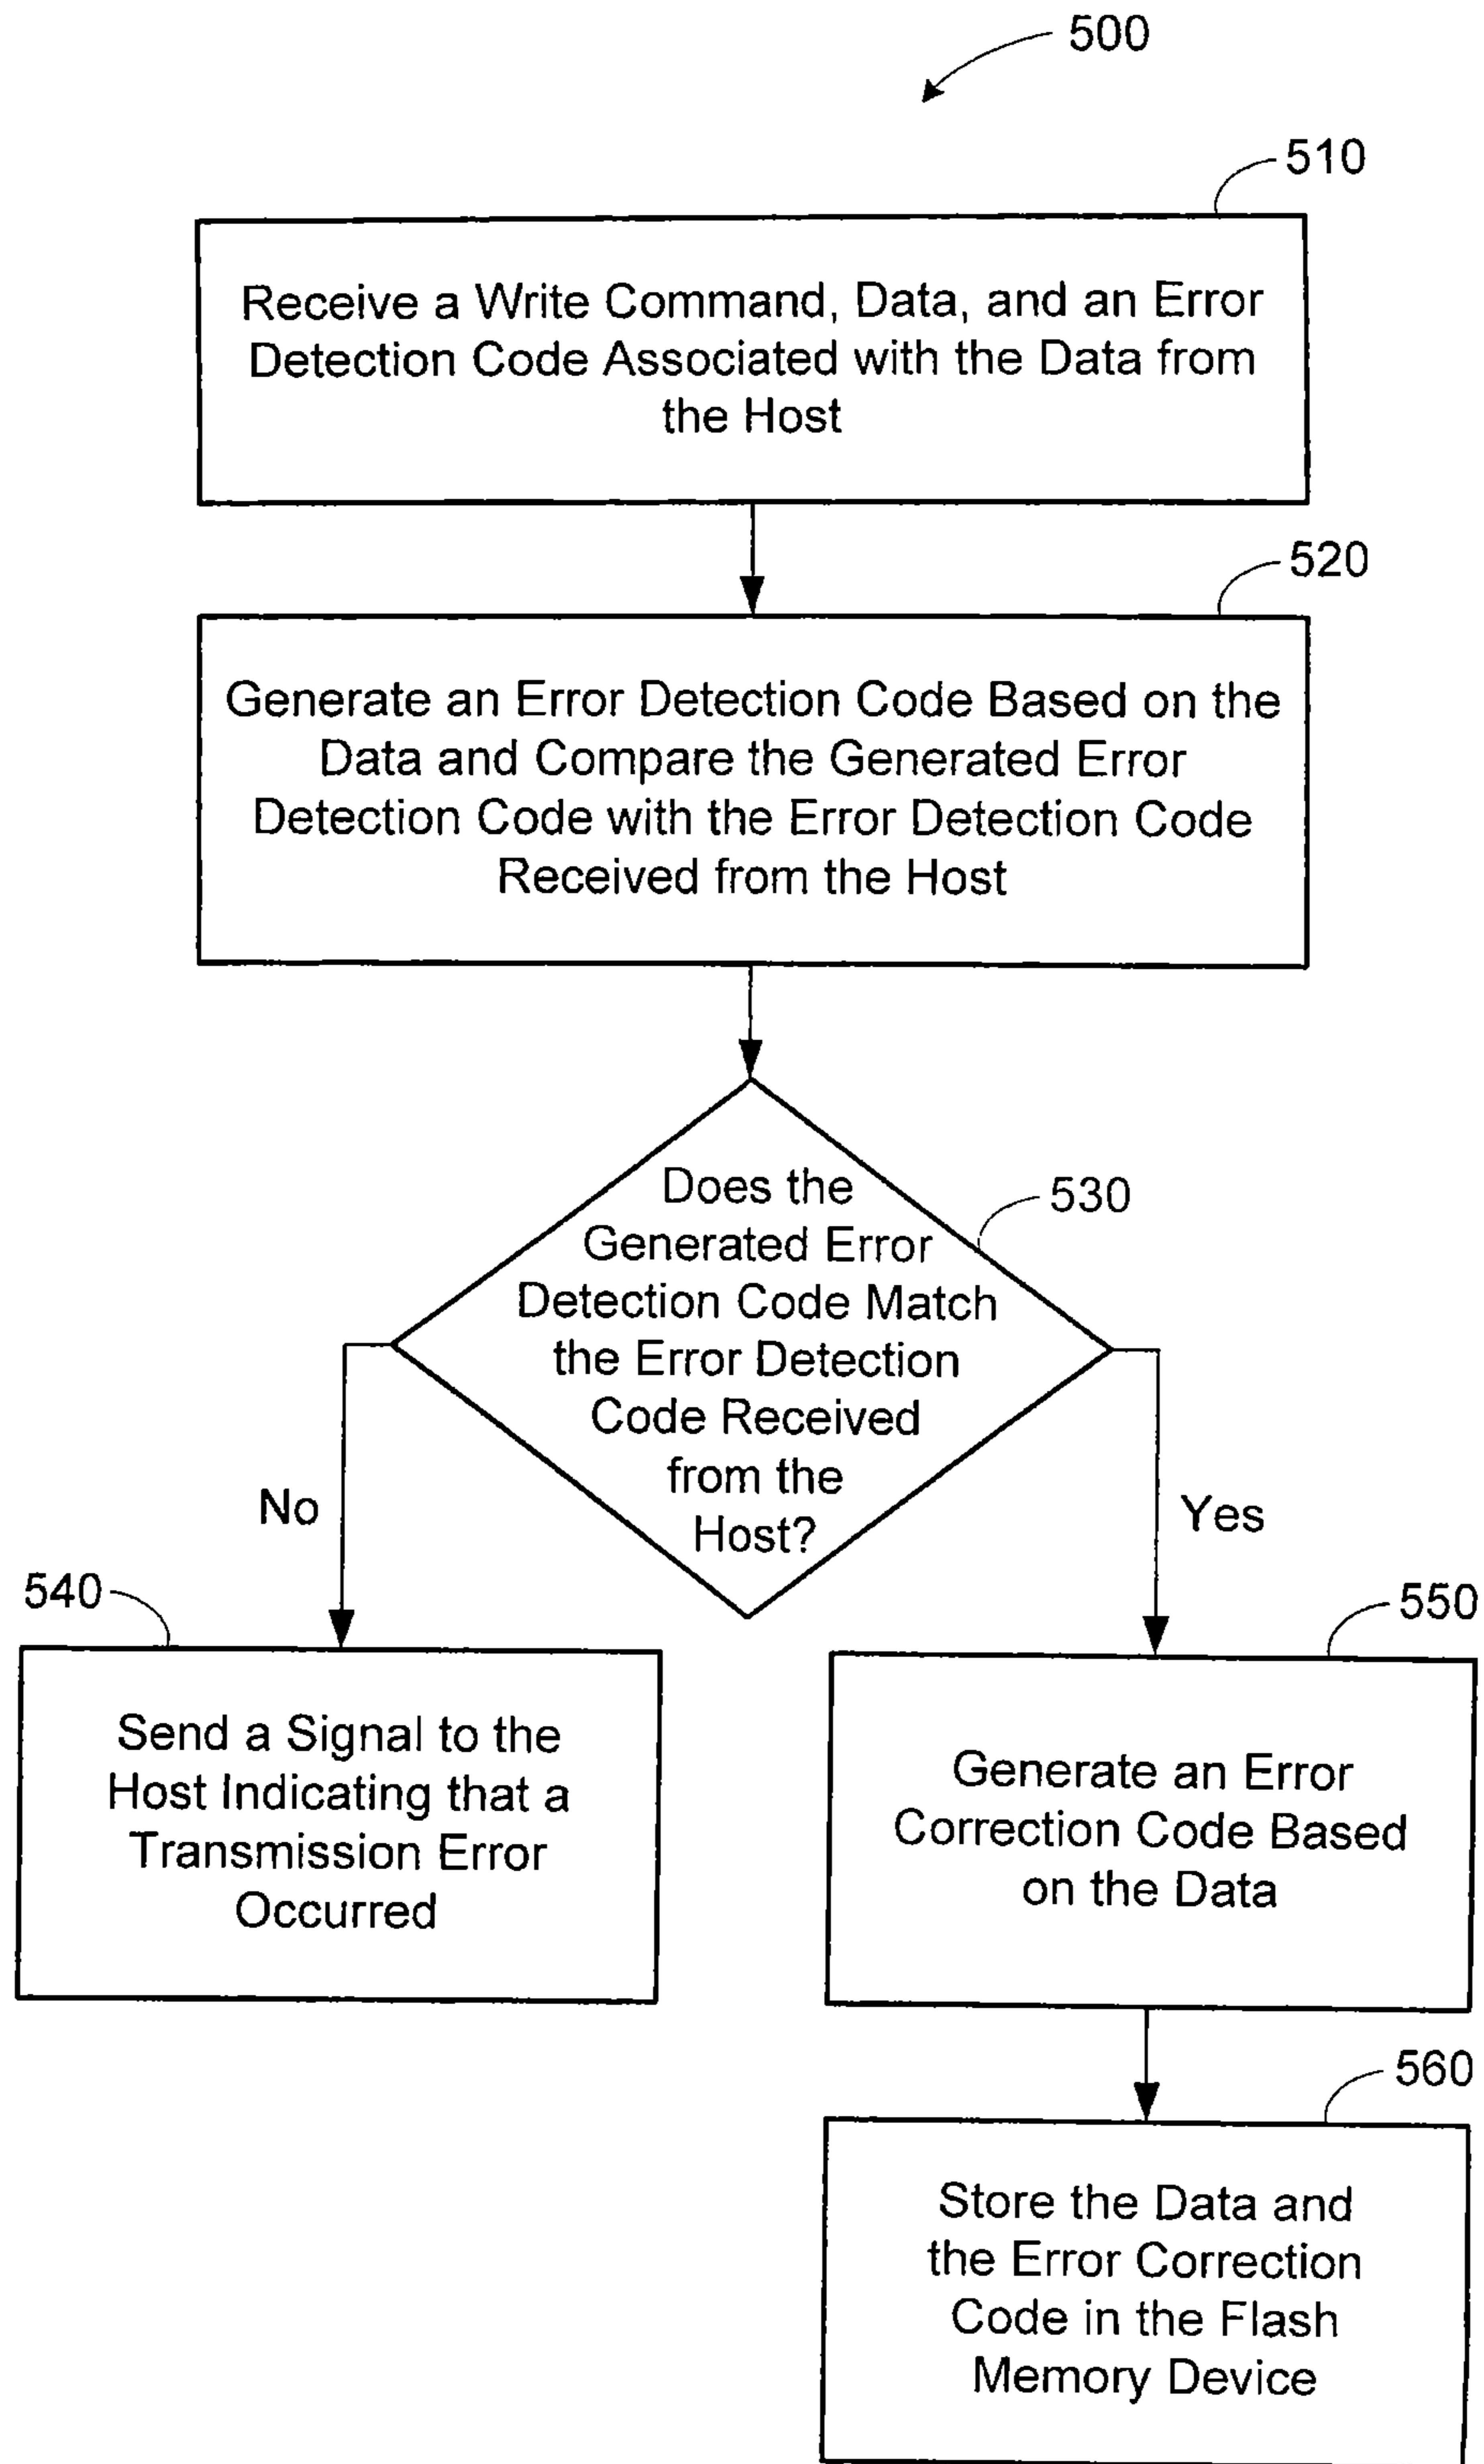 500
510
Receive a Write Command, Data, and an Error
Detection Code Associated with the Data from
the Host
520
Generate an Error Detection Code Based on the
Data and Compare the Generated Error
Detection Code with the Error Detection Code
Received from the Host
530
Does the
Generated Error
Detection Code Match
the Error Detection
Code Received
from the
Host?
No
Yes
540
Send a Signal to the
Host Indicating that a
Transmission Error
Occurred
550
Generate an Error
Correction Code Based
on the Data
560
Store the Data and
the Error Correction
Code in the Flash
Memory Device